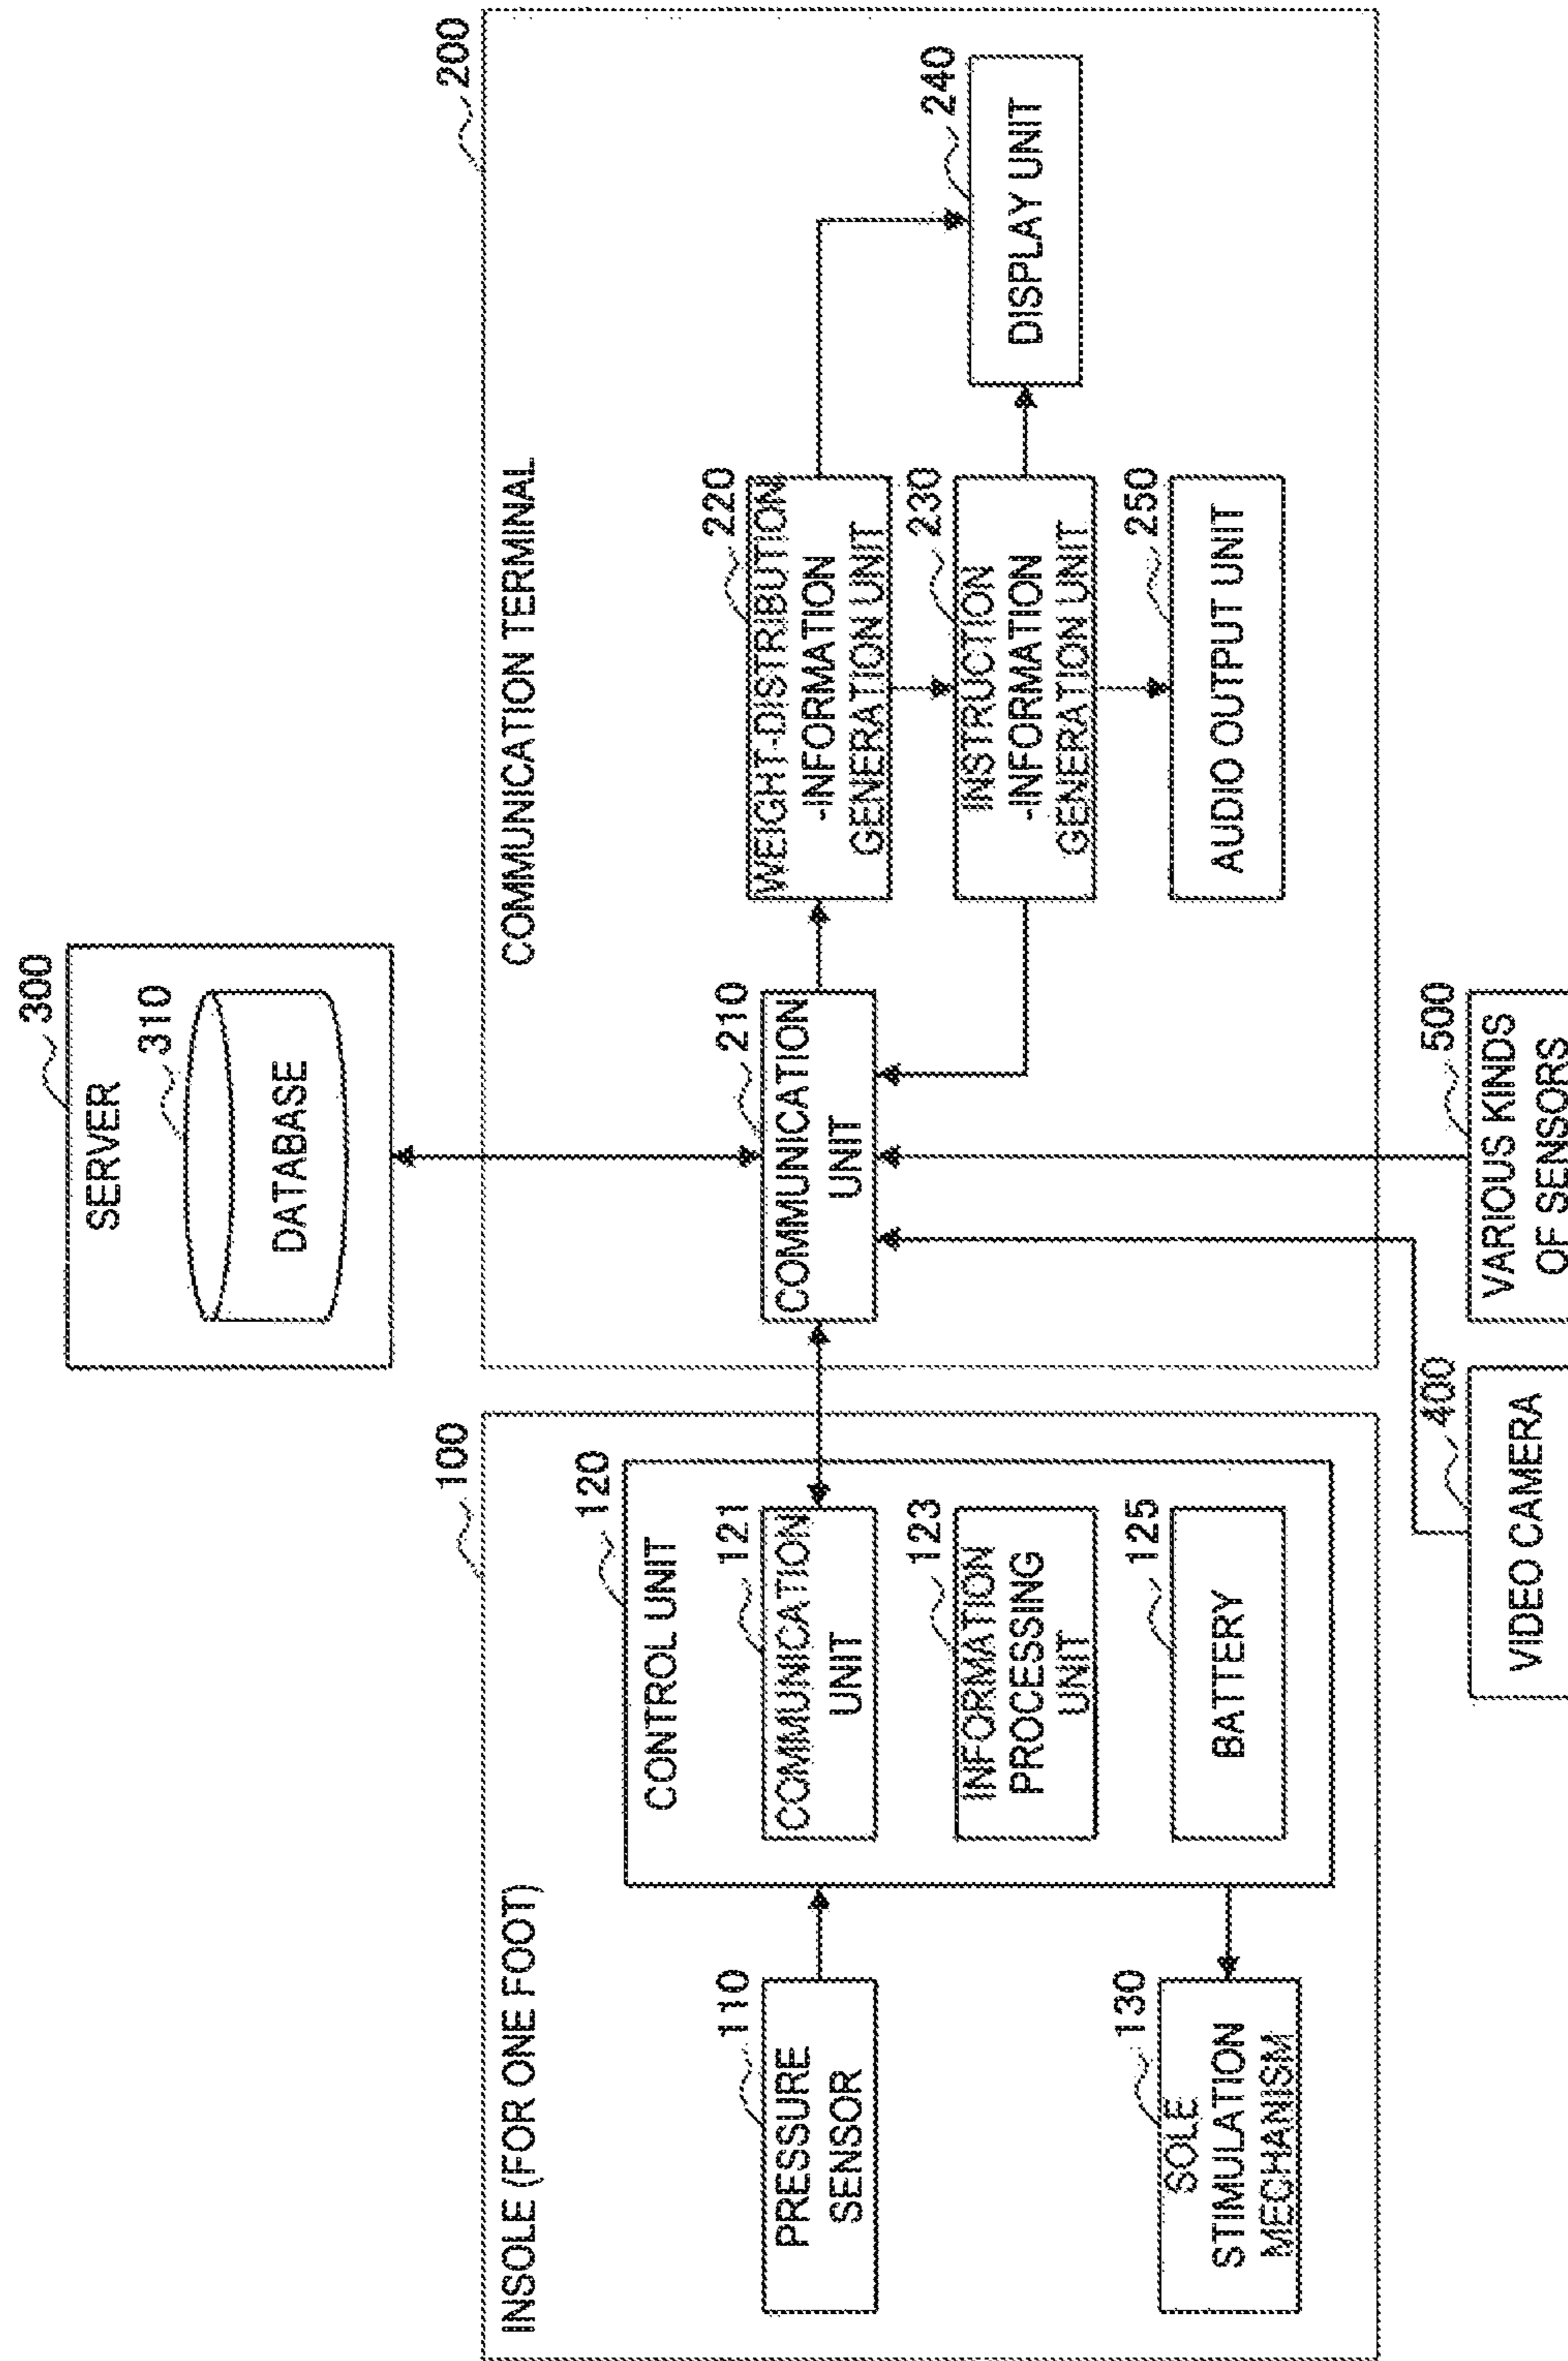 300
SERVER
310
DATABASE
100
INSOLE (FOR ONE FOOT)
110
PRESSURE
SENSOR
130
SOLE
STIMULATION
MECHANISM
120
CONTROL UNIT
121
COMMUNICATION
UNIT
123
INFORMATION
PROCESSING
UNIT
125
BATTERY
200
COMMUNICATION TERMINAL
210
COMMUNICATION
UNIT
220
WEIGHT-DISTRIBUTION
-INFORMATION
GENERATION UNIT
230
INSTRUCTION
-INFORMATION
GENERATION UNIT
240
DISPLAY UNIT
250
AUDIO OUTPUT UNIT
400
VIDEO CAMERA
500
VARIOUS KINDS
OF SENSORS